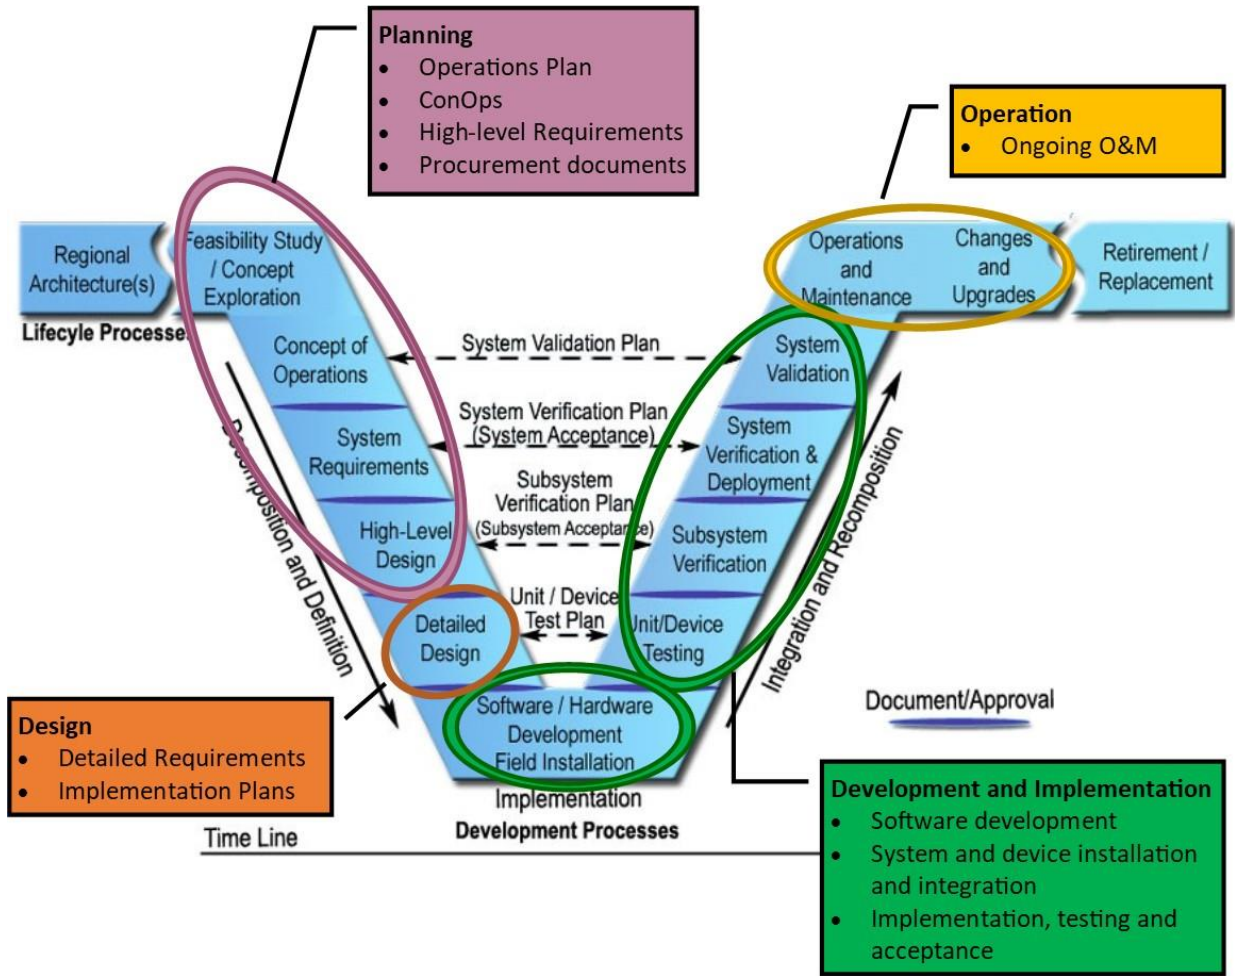 Planning
• Operations Plan
• ConOps
• High-level Requirements
• Procurement documents
Operation
• Ongoing O&M
Regional
Architecture(s)
Feasibility Study
/ Concept
Exploration
Operations
and
Maintenance
Changes
and
Upgrades
Retirement /
Replacement
Lifecyle Processes
Concept of
Operations
System Validation Plan
System
Validation
System
Requirements
System Verification Plan
(System Acceptance)
System
Verification &
Deployment
High-Level
Design
Subsystem
Verification Plan
(Subsystem Acceptance)
Subsystem
Verification
Detailed
Design
Unit / Device
Test Plan
Unit/Device
Testing
Decomposition and Definition
Integration and Recomposition
Software / Hardware
Development
Field Installation
Implementation
Development Processes
Time Line
Document/Approval
Design
• Detailed Requirements
• Implementation Plans
Development and Implementation
• Software development
• System and device installation
and integration
• Implementation, testing and
acceptance